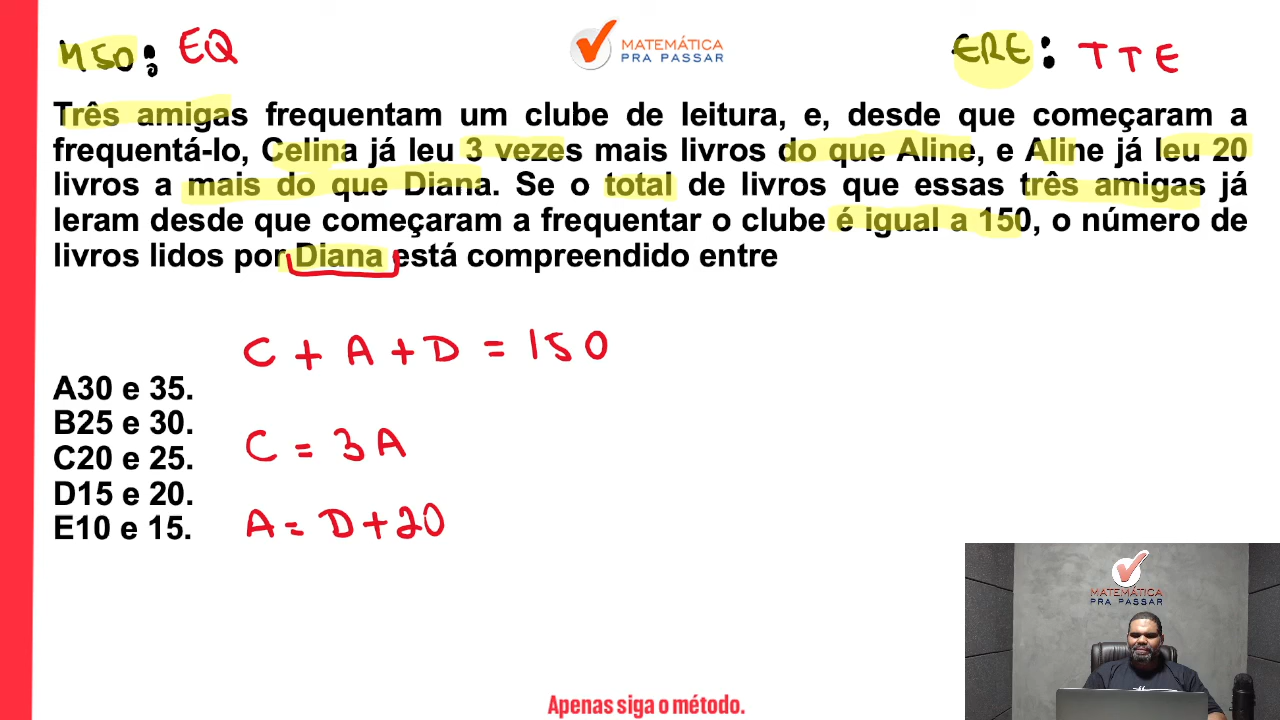 M50: EQ
MATEMÁTICA
PRA PASSAR
ERE: TTE
Três amigas frequentam um clube de leitura, e, desde que começaram a
frequentá-lo, Celina já leu 3 vezes mais livros do que Aline, e Aline já leu 20
livros a mais do que Diana. Se o total de livros que essas três amigas já
leram desde que começaram a frequentar o clube é igual a 150, o número de
livros lidos por Diana está compreendido entre
C + A + D = 150
A30 e 35.
B25 e 30.
C = 3A
C20 e 25.
D15 e 20.
A = D + 20
E10 e 15.
MATEMÁTICA
PRA PASSAR
Apenas siga o método.